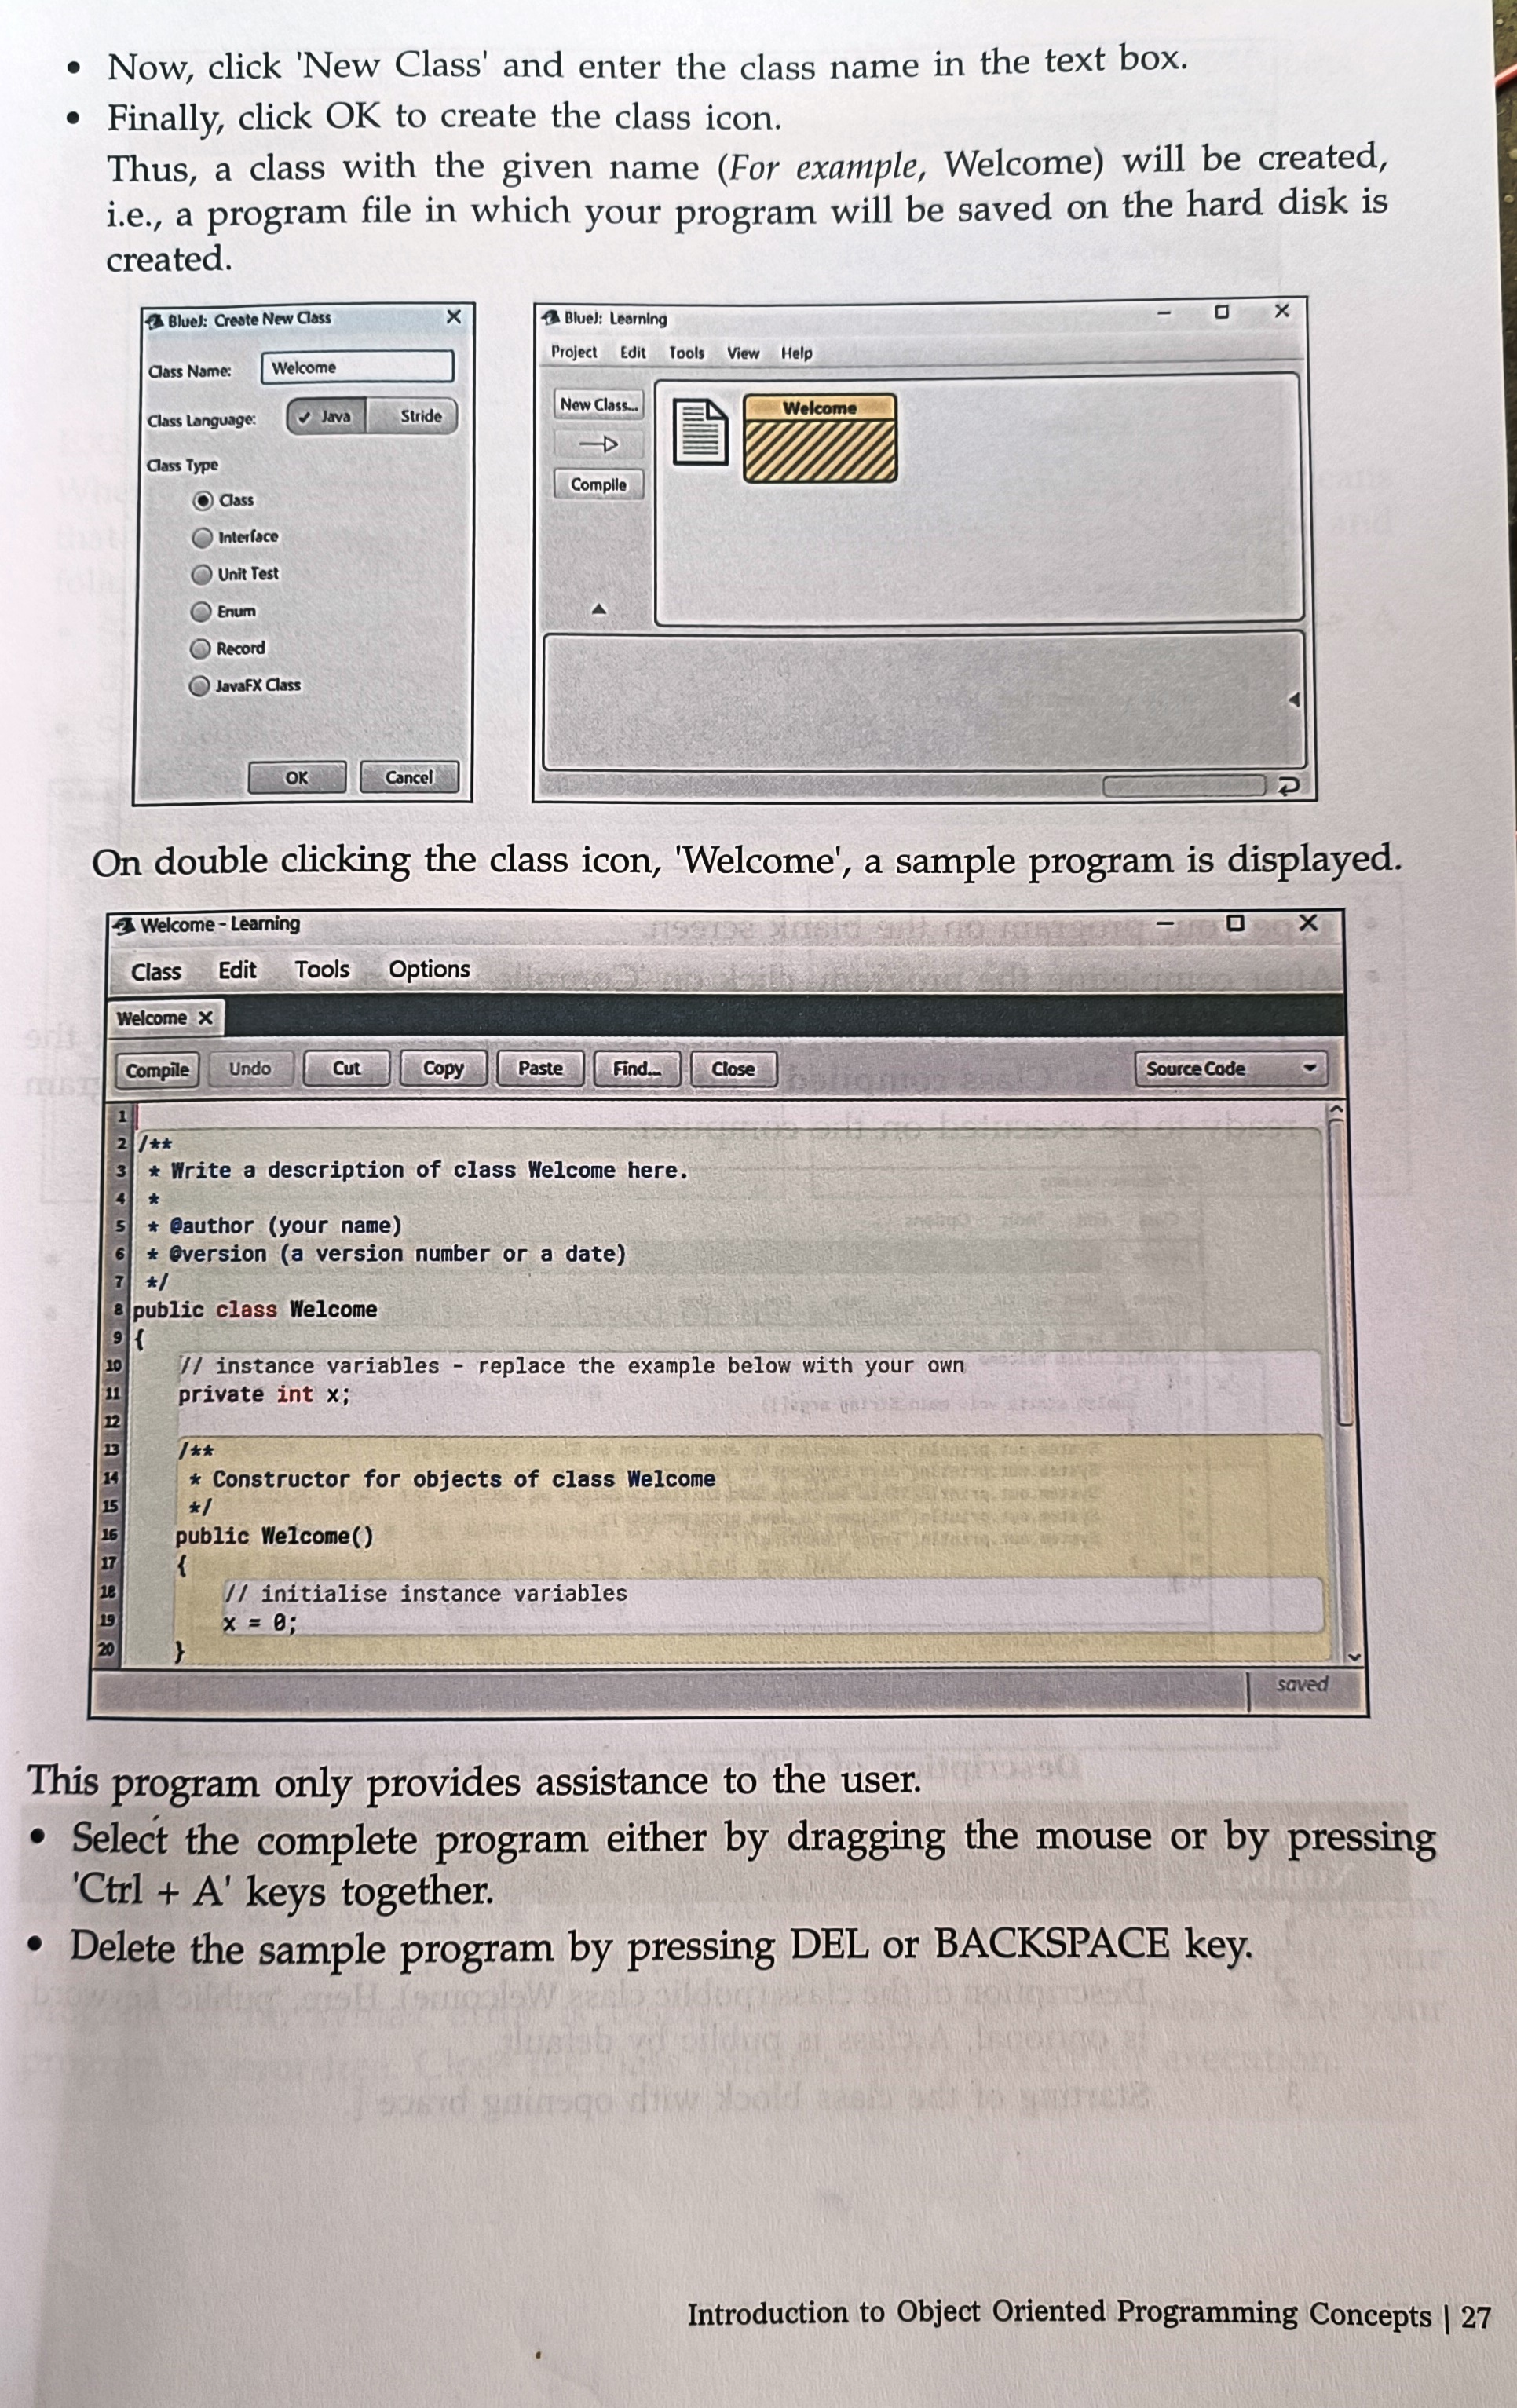 • Now, click 'New Class' and enter the class name in the text box.
• Finally, click OK to create the class icon.
Thus, a class with the given name (For example, Welcome) will be created,
i.e., a program file in which your program will be saved on the hard disk is
created.
BlueJ: Create New Class X
Class Name: Welcome
Class Language: ✓ Java Stride
Class Type
Class
Interface
Unit Test
Enum
Record
JavaFX Class
OK Cancel
BlueJ: Learning
Project Edit Tools View Help
New Class...
Welcome
Compile
On double clicking the class icon, 'Welcome', a sample program is displayed.
Welcome - Learning
Class Edit Tools Options
Welcome X
Compile Undo Cut Copy Paste Find... Close Source Code
1
2 /**
3 * Write a description of class Welcome here.
4 *
5 * @author (your name)
6 * @version (a version number or a date)
7 */
8 public class Welcome
9 {
10 // instance variables - replace the example below with your own
11 private int x;
12
13 /**
14 * Constructor for objects of class Welcome
15 */
16 public Welcome()
17 {
18 // initialise instance variables
19 x = 0;
20 }
saved
This program only provides assistance to the user.
• Select the complete program either by dragging the mouse or by pressing
'Ctrl + A' keys together.
• Delete the sample program by pressing DEL or BACKSPACE key.
Introduction to Object Oriented Programming Concepts | 27